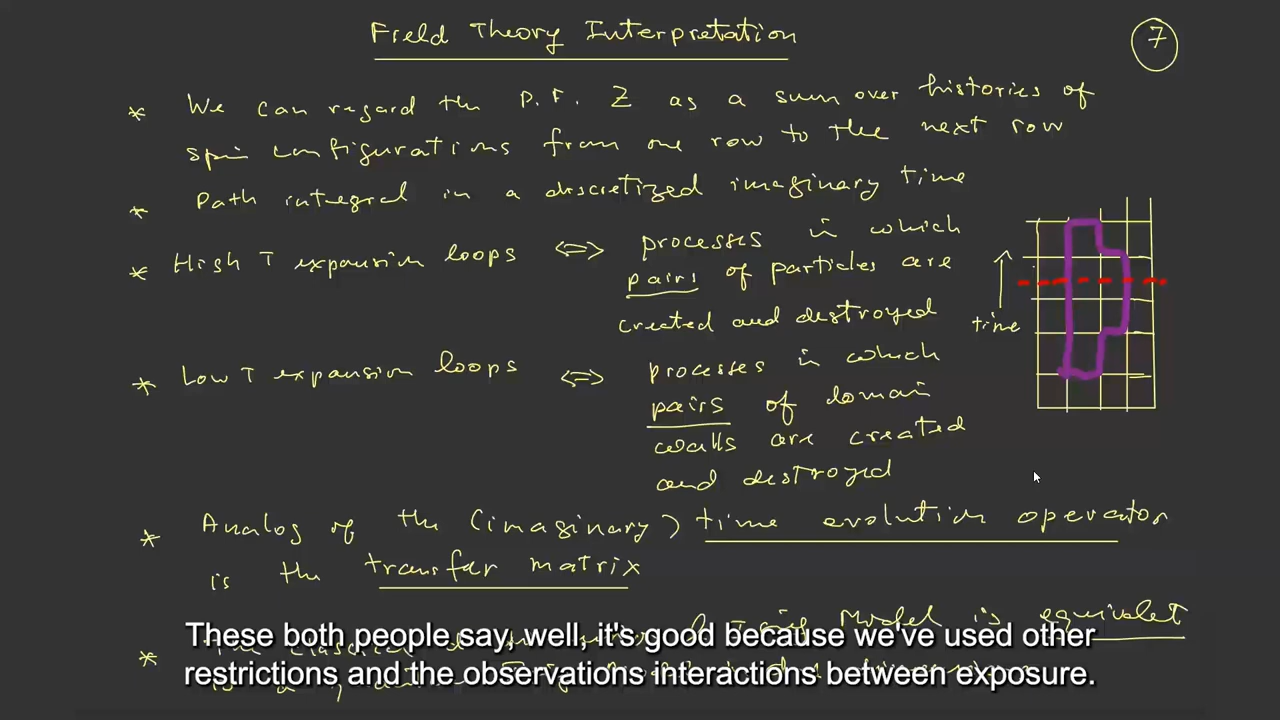 Field Theory Interpretation
7
* We can regard the P.F. Z as a sum over histories of
spin configurations from one row to the next row
* Path integral in a discretized imaginary time
* High T expansion loops ⇔ processes in which
pairs of particles are
created and destroyed
time
* Low T expansion loops ⇔ processes in which
pairs of domain
walls are created
and destroyed
* Analog of the (imaginary) time evolution operator
is the transfer matrix
* Ising Model is equivalet
These both people say, well, it's good because we've used other
restrictions and the observations interactions between exposure.